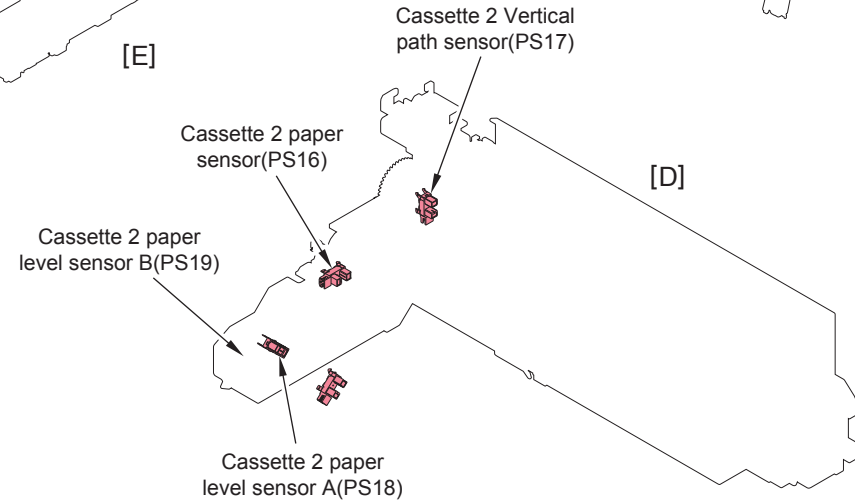 Cassette 2 Vertical
path sensor(PS17)
[E]
Cassette 2 paper
sensor(PS16)
[D]
Cassette 2 paper
level sensor B(PS19)
Cassette 2 paper
level sensor A(PS18)